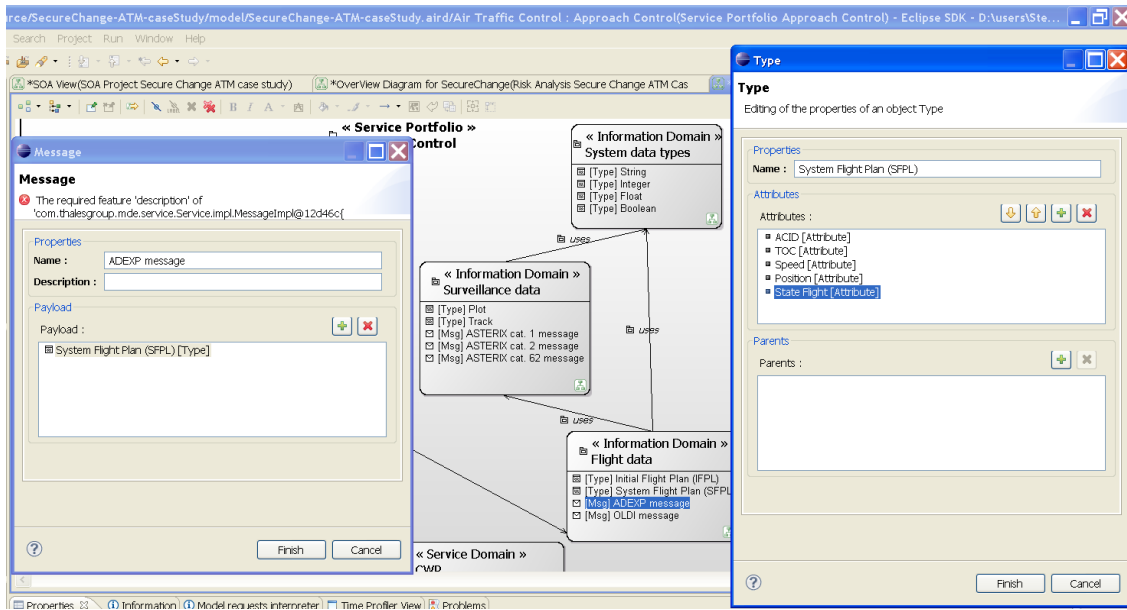 rce/SecureChange-ATM-caseStudy/model/SecureChange-ATM-caseStudy.aird/Air Traffic Control : Approach Control(Service Portfolio Approach Control) - Eclipse SDK - D:\users\Ste...
Search Project Run Window Help
*SOA View(SOA Project Secure Change ATM case study)
*OverView Diagram for SecureChange(Risk Analysis Secure Change ATM Cas
« Service Portfolio »
Control
Message
Message
The required feature 'description' of
'com.thalesgroup.mde.service.Service.impl.MessageImpl@12d46c{
Properties
Name : ADEXP message
Description :
Payload
Payload :
System Flight Plan (SFPL) [Type]
Finish
Cancel
« Information Domain »
System data types
[Type] String
[Type] Integer
[Type] Float
[Type] Boolean
uses
« Information Domain »
Surveillance data
[Type] Plot
[Type] Track
[Msg] ASTERIX cat. 1 message
[Msg] ASTERIX cat. 2 message
[Msg] ASTERIX cat. 62 message
uses
uses
« Information Domain »
Flight data
[Type] Initial Flight Plan (IFPL)
[Type] System Flight Plan (SFPL
[Msg] ADEXP message
[Msg] OLDI message
« Service Domain »
CWP
Type
Type
Editing of the properties of an object Type
Properties
Name : System Flight Plan (SFPL)
Attributes
Attributes :
ACID [Attribute]
TOC [Attribute]
Speed [Attribute]
Position [Attribute]
State Flight [Attribute]
Parents
Parents :
Finish
Cancel
Properties
Information
Model requests interpreter
Time Profiler View
Problems